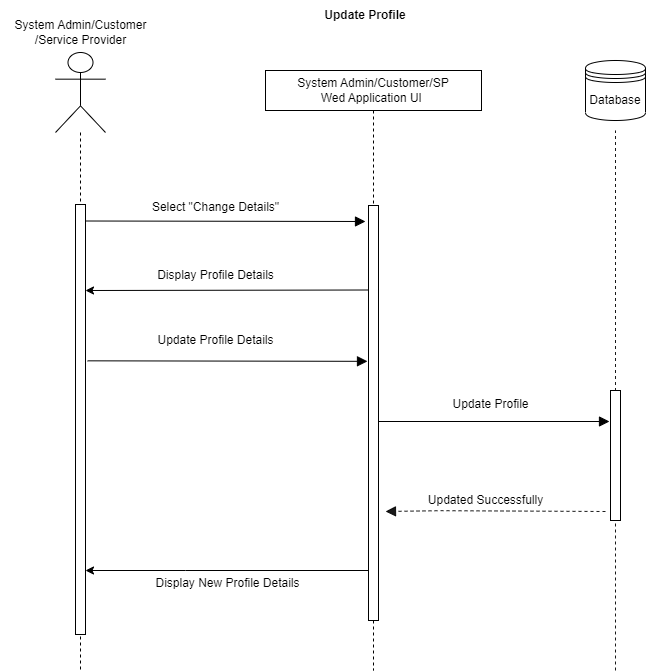 Update Profile
System Admin/Customer
/Service Provider
System Admin/Customer/SP
Wed Application UI
Database
Select "Change Details"
Display Profile Details
Update Profile Details
Update Profile
Updated Successfully
Display New Profile Details